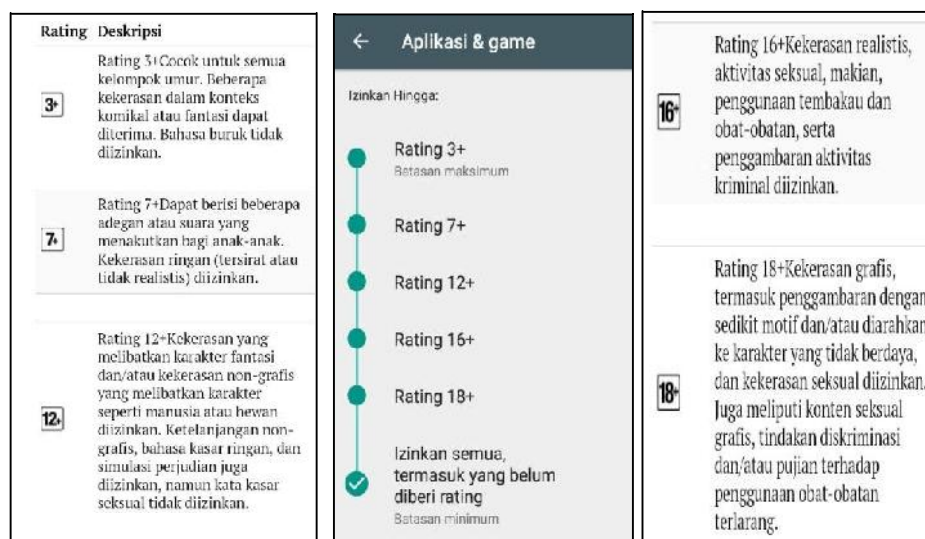 Rating Deskripsi
3+
Rating 3+Cocok untuk semua
kelompok umur. Beberapa
kekerasan dalam konteks
komikal atau fantasi dapat
diterima. Bahasa buruk tidak
diizinkan.
7+
Rating 7+Dapat berisi beberapa
adegan atau suara yang
menakutkan bagi anak-anak.
Kekerasan ringan (tersirat atau
tidak realistis) diizinkan.
12+
Rating 12+Kekerasan yang
melibatkan karakter fantasi
dan/atau kekerasan non-grafis
yang melibatkan karakter
seperti manusia atau hewan
diizinkan. Ketelanjangan non-
grafis, bahasa kasar ringan, dan
simulasi perjudian juga
diizinkan, namun kata kasar
seksual tidak diizinkan.
Aplikasi & game
Izinkan Hingga:
Rating 3+
Batasan maksimum
Rating 7+
Rating 12+
Rating 16+
Rating 18+
Izinkan semua,
termasuk yang belum
diberi rating
Batasan minimum
16+
Rating 16+Kekerasan realistis,
aktivitas seksual, makian,
penggunaan tembakau dan
obat-obatan, serta
penggambaran aktivitas
kriminal diizinkan.
18+
Rating 18+Kekerasan grafis,
termasuk penggambaran dengan
sedikit motif dan/atau diarahkan
ke karakter yang tidak berdaya,
dan kekerasan seksual diizinkan.
Juga meliputi konten seksual
grafis, tindakan diskriminasi
dan/atau pujian terhadap
penggunaan obat-obatan
terlarang.